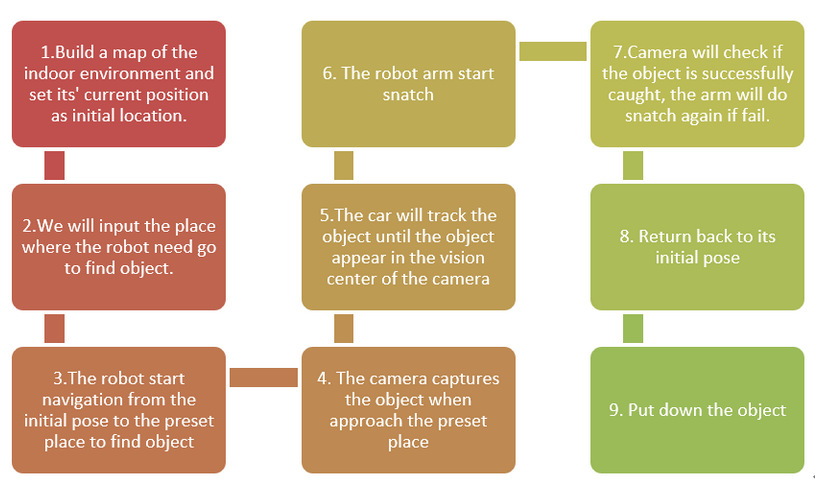 1.Build a map of the
indoor environment and
set its' current position
as initial location.
2.We will input the place
where the robot need go
to find object.
3.The robot start
navigation from the
initial pose to the preset
place to find object
4. The camera captures
the object when
approach the preset
place
5.The car will track the
object until the object
appear in the vision
center of the camera
6. The robot arm start
snatch
7.Camera will check if
the object is successfully
caught, the arm will do
snatch again if fail.
8. Return back to its
initial pose
9. Put down the object